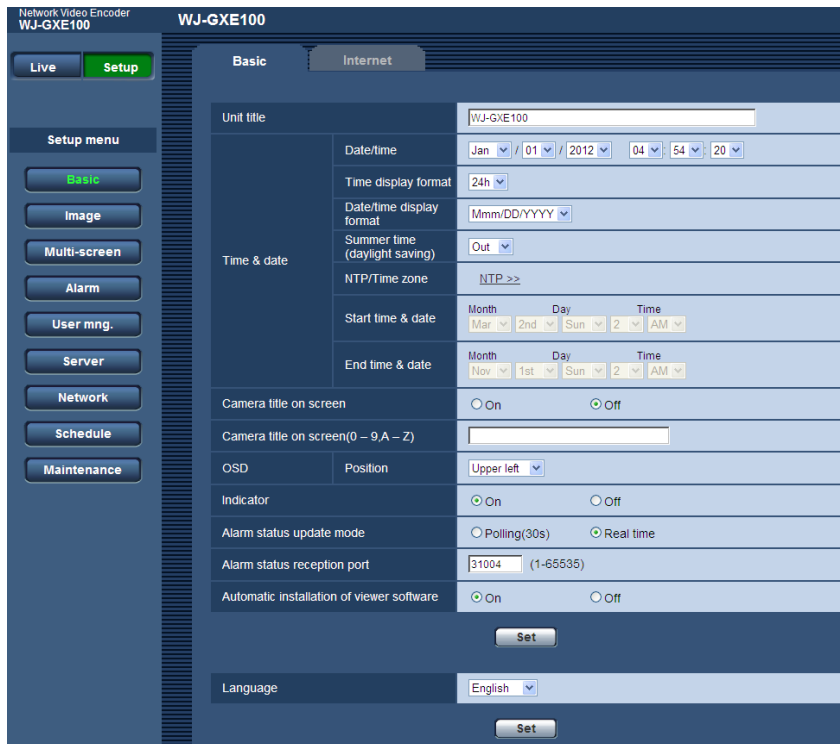 Network Video Encoder
WJ-GXE100
WJ-GXE100
Live Setup
Basic Internet
Setup menu
Basic
Image
Multi-screen
Alarm
User mng.
Server
Network
Schedule
Maintenance
Unit title WJ-GXE100
Time & date
Date/time Jan / 01 / 2012 04 : 54 : 20
Time display format 24h
Date/time display format Mmm/DD/YYYY
Summer time (daylight saving) Out
NTP/Time zone NTP >>
Start time & date
Month Day Time
Mar 2nd Sun 2 AM
End time & date
Month Day Time
Nov 1st Sun 2 AM
Camera title on screen On Off
Camera title on screen(0 – 9,A – Z)
OSD Position Upper left
Indicator On Off
Alarm status update mode Polling(30s) Real time
Alarm status reception port 31004 (1-65535)
Automatic installation of viewer software On Off
Set
Language English
Set